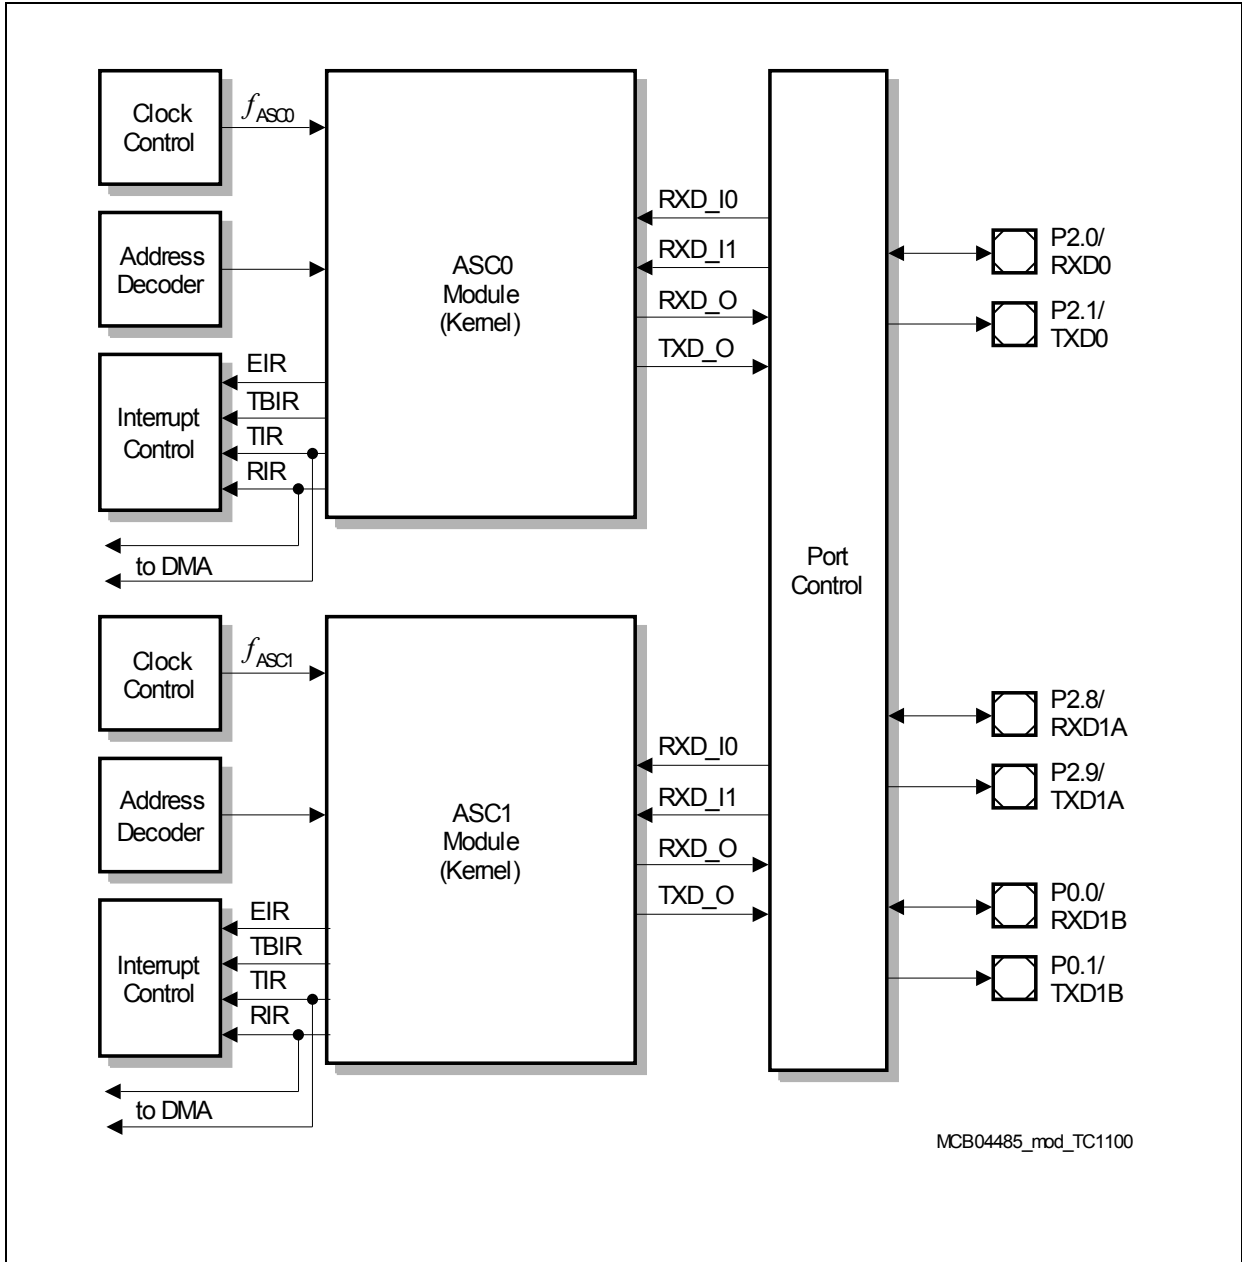 Clock
Control
f ASC0
Address
Decoder
Interrupt
Control
EIR
TBIR
TIR
RIR
to DMA
ASC0
Module
(Kernel)
RXD_I0
RXD_I1
RXD_O
TXD_O
Port
Control
P2.0/
RXD0
P2.1/
TXD0
Clock
Control
f ASC1
Address
Decoder
Interrupt
Control
EIR
TBIR
TIR
RIR
to DMA
ASC1
Module
(Kernel)
RXD_I0
RXD_I1
RXD_O
TXD_O
P2.8/
RXD1A
P2.9/
TXD1A
P0.0/
RXD1B
P0.1/
TXD1B
MCB04485_mod_TC1100